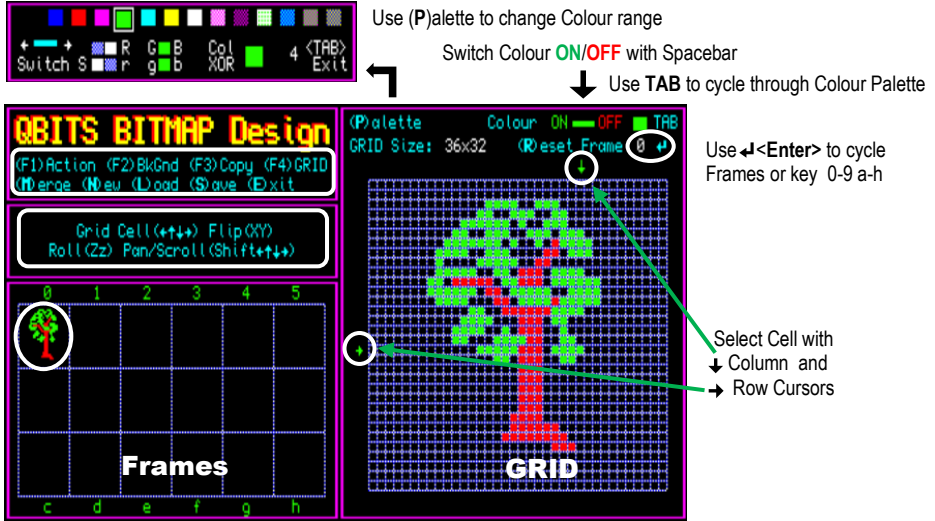 Use (P)alette to change Colour range
← → R G B Col 4 <TAB>
Switch S r g b XOR Exit
Switch Colour ON/OFF with Spacebar
Use TAB to cycle through Colour Palette
QBITS BITMAP Design
(F1)Action (F2)BkGnd (F3)Copy (F4)GRID
(M)erge (N)ew (L)oad (S)ave (E)xit
Grid Cell(←↑↓→) Flip(XY)
Roll(Zz) Pan/Scroll(Shift←↑↓→)
(P)alette Colour ON OFF TAB
GRID Size: 36x32 (R)eset Frame 0 ↵
Use ↵<Enter> to cycle
Frames or key 0-9 a-h
0 1 2 3 4 5
Select Cell with
↓ Column and
→ Row Cursors
Frames
GRID
c d e f g h